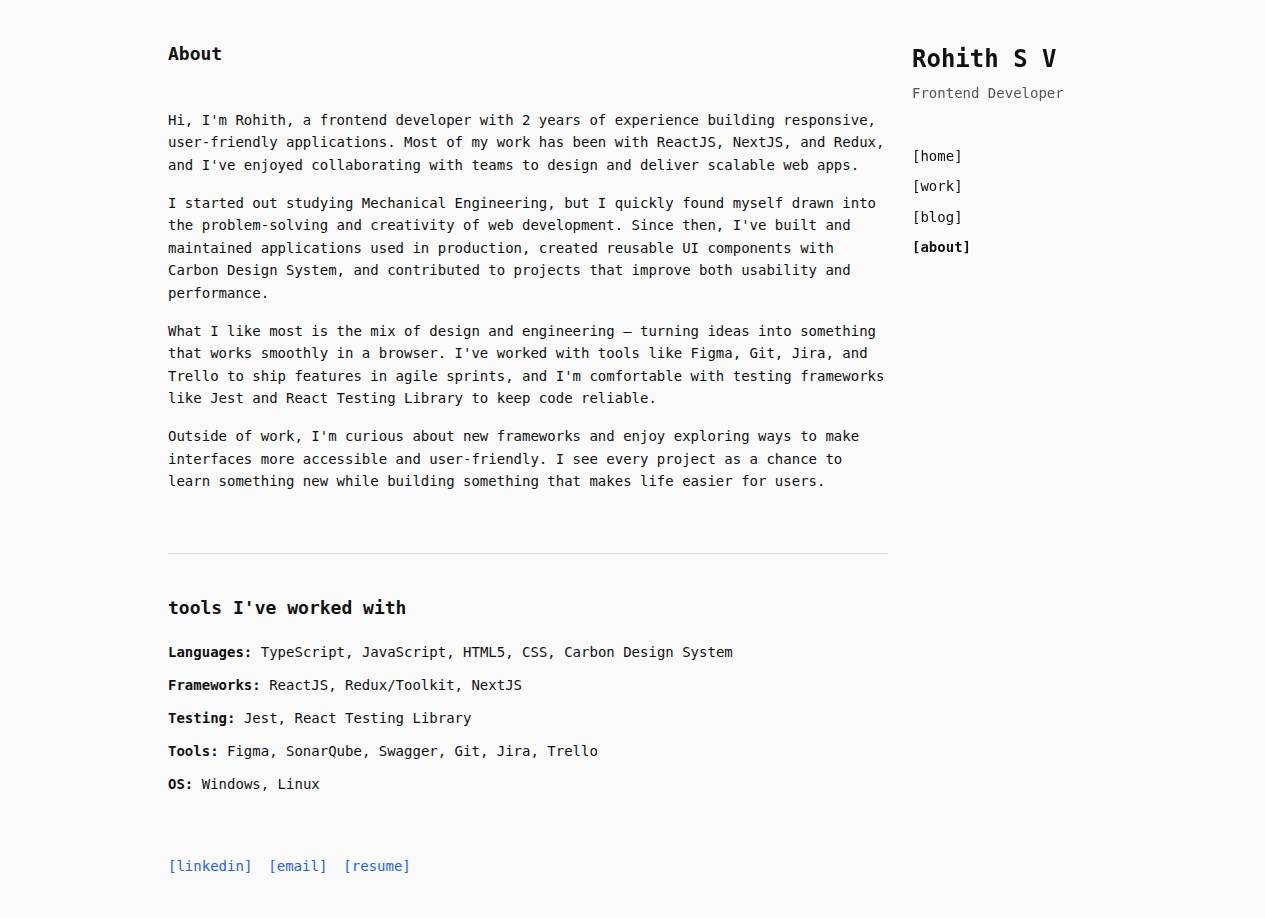 About
Hi, I'm Rohith, a frontend developer with 2 years of experience building responsive,
user-friendly applications. Most of my work has been with ReactJS, NextJS, and Redux,
and I've enjoyed collaborating with teams to design and deliver scalable web apps.
I started out studying Mechanical Engineering, but I quickly found myself drawn into
the problem-solving and creativity of web development. Since then, I've built and
maintained applications used in production, created reusable UI components with
Carbon Design System, and contributed to projects that improve both usability and
performance.
What I like most is the mix of design and engineering — turning ideas into something
that works smoothly in a browser. I've worked with tools like Figma, Git, Jira, and
Trello to ship features in agile sprints, and I'm comfortable with testing frameworks
like Jest and React Testing Library to keep code reliable.
Outside of work, I'm curious about new frameworks and enjoy exploring ways to make
interfaces more accessible and user-friendly. I see every project as a chance to
learn something new while building something that makes life easier for users.
tools I've worked with
Languages: TypeScript, JavaScript, HTML5, CSS, Carbon Design System
Frameworks: ReactJS, Redux/Toolkit, NextJS
Testing: Jest, React Testing Library
Tools: Figma, SonarQube, Swagger, Git, Jira, Trello
OS: Windows, Linux
[linkedin] [email] [resume]
Rohith S V
Frontend Developer
[home]
[work]
[blog]
[about]